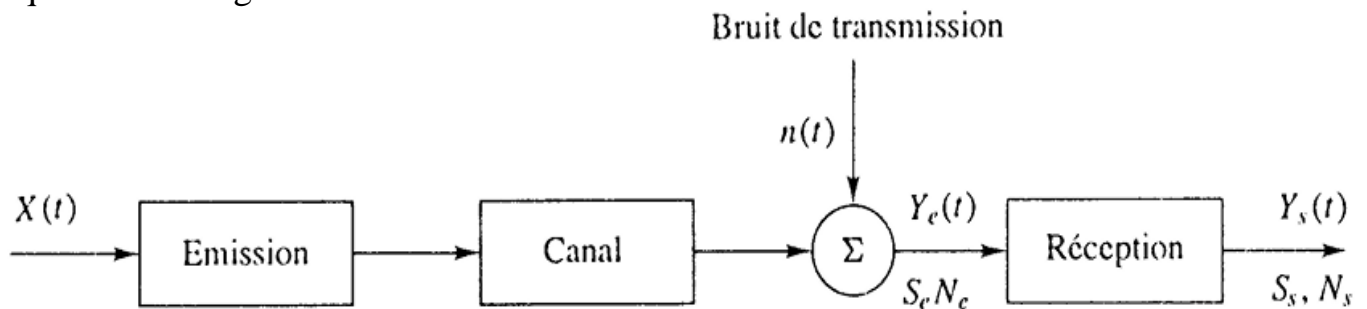 Bruit de transmission
n(t)
X(t)
Emission
Canal
Σ
Y_e(t)
S_e N_e
Réception
Y_s(t)
S_s, N_s